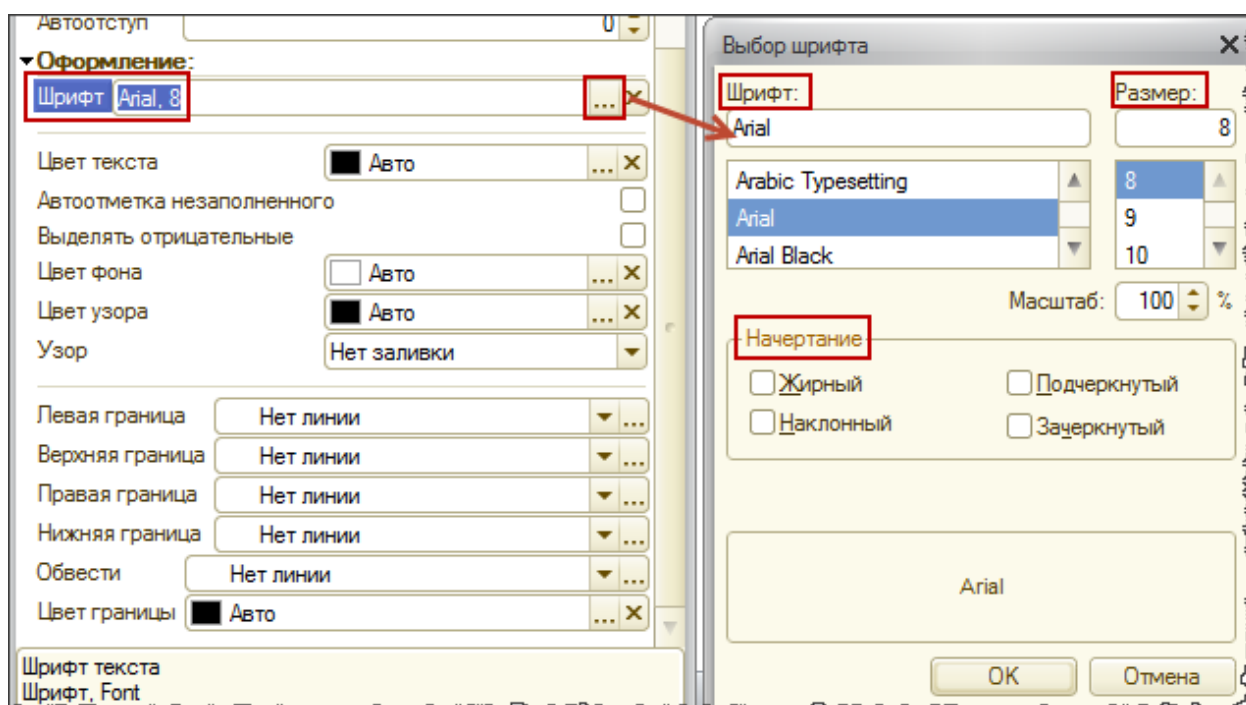 Автоотступ 0
Оформление:
Шрифт Arial, 8 ...
Цвет текста Авто ...
Автоотметка незаполненного
Выделять отрицательные
Цвет фона Авто ...
Цвет узора Авто ...
Узор Нет заливки
Левая граница Нет линии ...
Верхняя граница Нет линии ...
Правая граница Нет линии ...
Нижняя граница Нет линии ...
Обвести Нет линии ...
Цвет границы Авто ...
Шрифт текста
Шрифт, Font
Выбор шрифта
Шрифт: Размер:
Arial 8
Arabic Typesetting 8
Arial 9
Arial Black 10
Масштаб: 100 %
Начертание
Жирный Подчеркнутый
Наклонный Зачеркнутый
Arial
OK Отмена